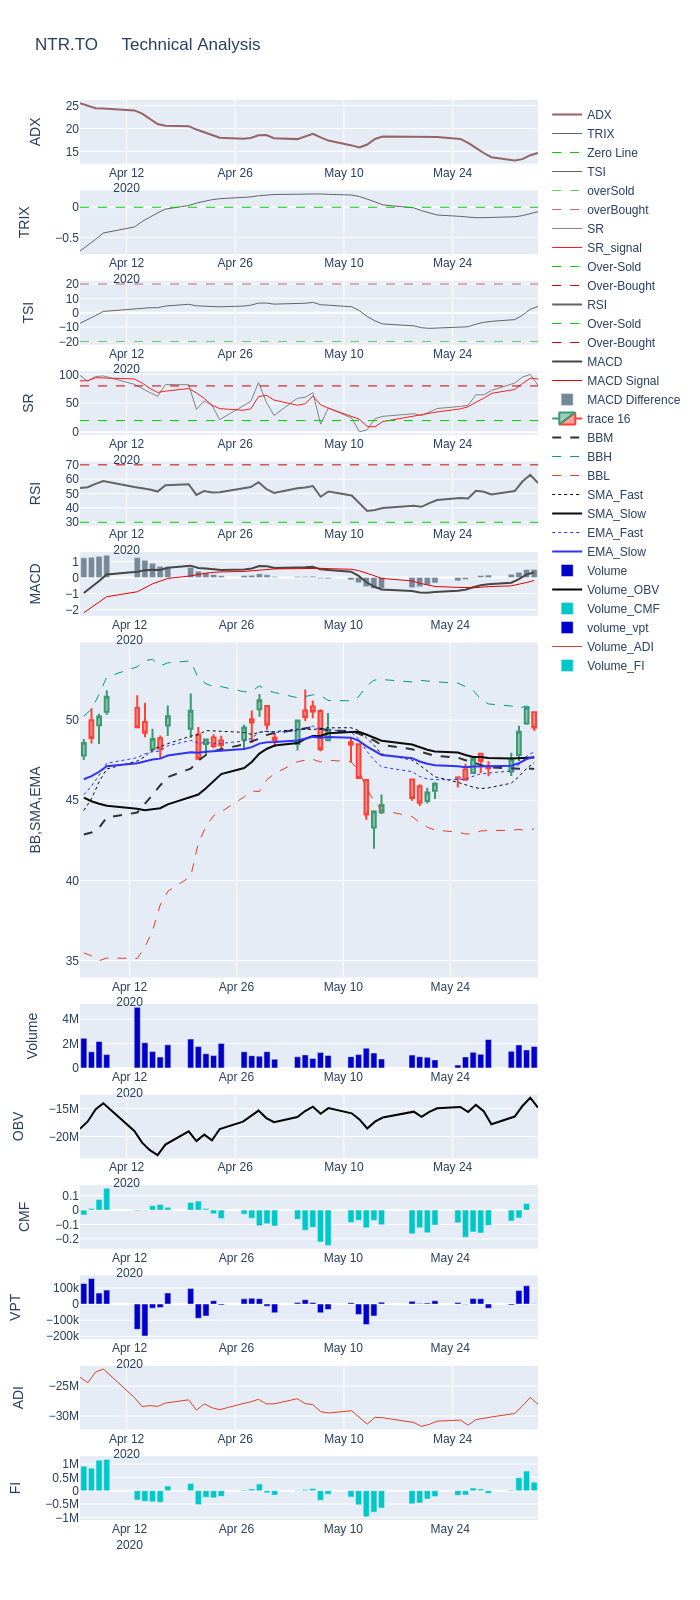 NTR.TO Technical Analysis
ADX
25
20
15
Apr 12
2020
Apr 26
May 10
May 24
TRIX
0
−0.5
Apr 12
2020
Apr 26
May 10
May 24
TSI
20
10
0
−10
−20
Apr 12
2020
Apr 26
May 10
May 24
SR
100
50
0
Apr 12
2020
Apr 26
May 10
May 24
RSI
70
60
50
40
30
Apr 12
2020
Apr 26
May 10
May 24
MACD
1
0
−1
−2
Apr 12
2020
Apr 26
May 10
May 24
BB,SMA,EMA
50
45
40
35
Apr 12
2020
Apr 26
May 10
May 24
Volume
4M
2M
0
Apr 12
2020
Apr 26
May 10
May 24
OBV
−15M
−20M
Apr 12
2020
Apr 26
May 10
May 24
CMF
0.1
0
−0.1
−0.2
Apr 12
2020
Apr 26
May 10
May 24
VPT
100k
0
−100k
−200k
Apr 12
2020
Apr 26
May 10
May 24
ADI
−25M
−30M
Apr 12
2020
Apr 26
May 10
May 24
FI
1M
0.5M
0
−0.5M
−1M
Apr 12
2020
Apr 26
May 10
May 24
ADX
TRIX
Zero Line
TSI
overSold
overBought
SR
SR_signal
Over-Sold
Over-Bought
RSI
Over-Sold
Over-Bought
MACD
MACD Signal
MACD Difference
trace 16
BBM
BBH
BBL
SMA_Fast
SMA_Slow
EMA_Fast
EMA_Slow
Volume
Volume_OBV
Volume_CMF
volume_vpt
Volume_ADI
Volume_FI